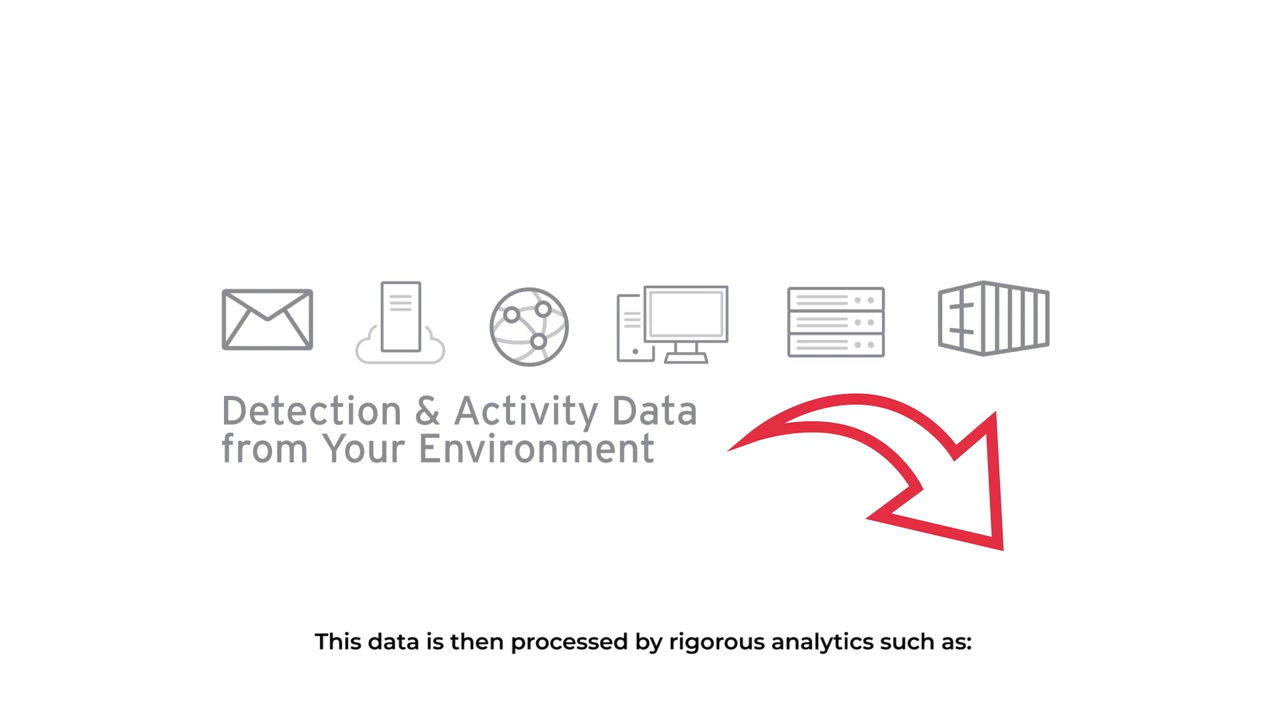 Detection & Activity Data
from Your Environment
This data is then processed by rigorous analytics such as: